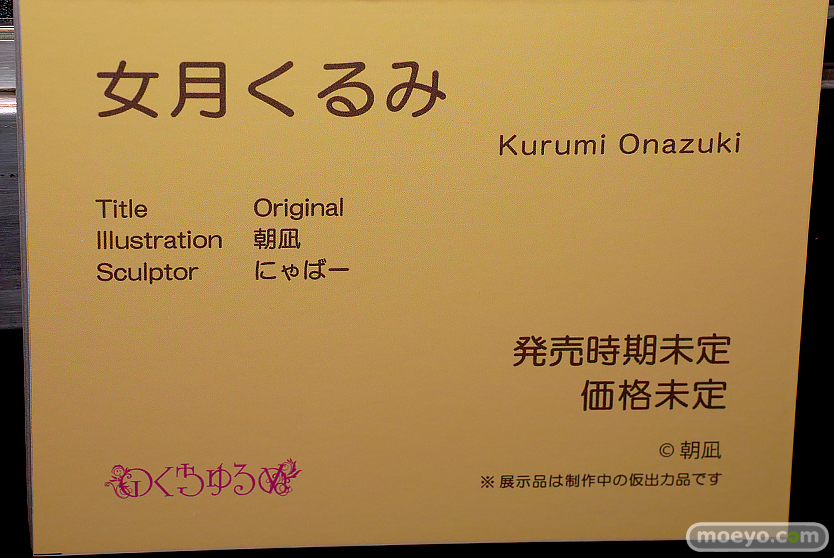 女月くるみ
Kurumi Onazuki
Title Original
Illustration 朝凪
Sculptor にゃばー
発売時期未定
価格未定
© 朝凪
※ 展示品は制作中の仮出力品です
moeyo.com